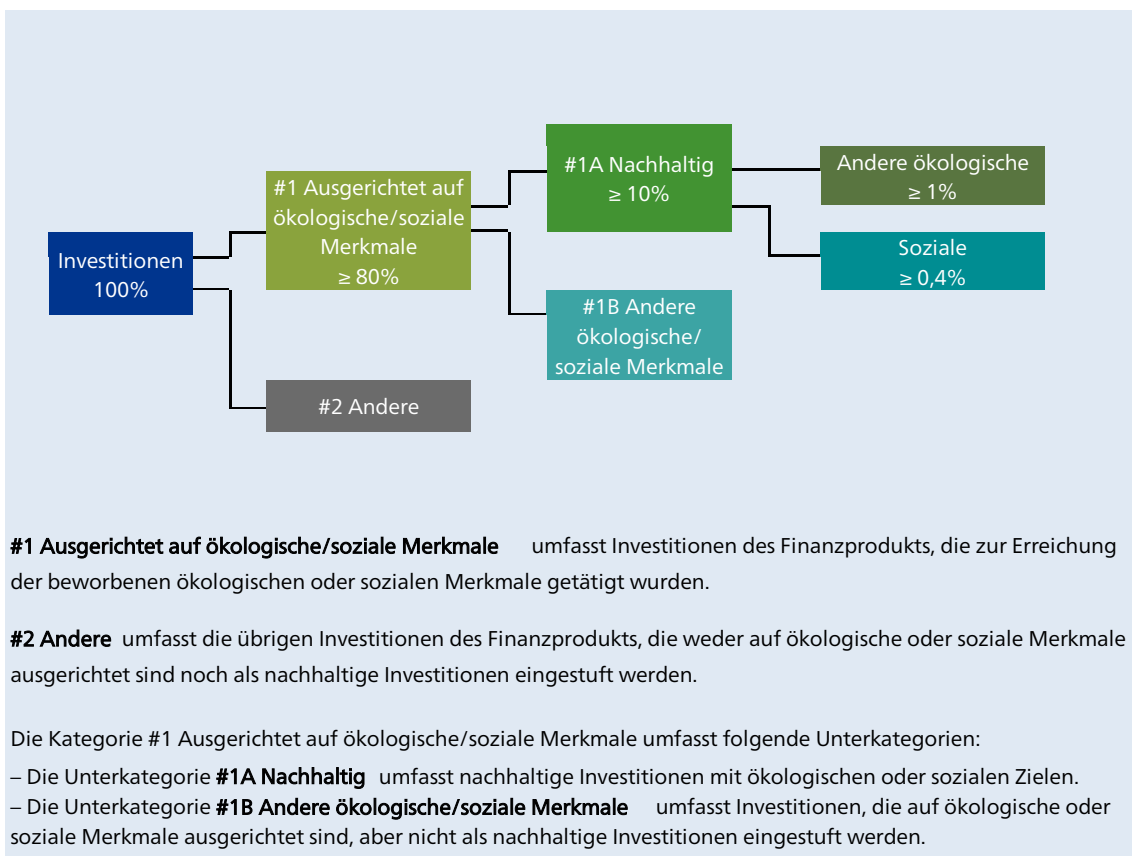 Investitionen
100%
#1 Ausgerichtet auf
ökologische/soziale
Merkmale
≥ 80%
#2 Andere
#1A Nachhaltig
≥ 10%
#1B Andere
ökologische/
soziale Merkmale
Andere ökologische
≥ 1%
Soziale
≥ 0,4%
#1 Ausgerichtet auf ökologische/soziale Merkmale umfasst Investitionen des Finanzprodukts, die zur Erreichung
der beworbenen ökologischen oder sozialen Merkmale getätigt wurden.
#2 Andere umfasst die übrigen Investitionen des Finanzprodukts, die weder auf ökologische oder soziale Merkmale
ausgerichtet sind noch als nachhaltige Investitionen eingestuft werden.
Die Kategorie #1 Ausgerichtet auf ökologische/soziale Merkmale umfasst folgende Unterkategorien:
– Die Unterkategorie #1A Nachhaltig umfasst nachhaltige Investitionen mit ökologischen oder sozialen Zielen.
– Die Unterkategorie #1B Andere ökologische/soziale Merkmale umfasst Investitionen, die auf ökologische oder
soziale Merkmale ausgerichtet sind, aber nicht als nachhaltige Investitionen eingestuft werden.